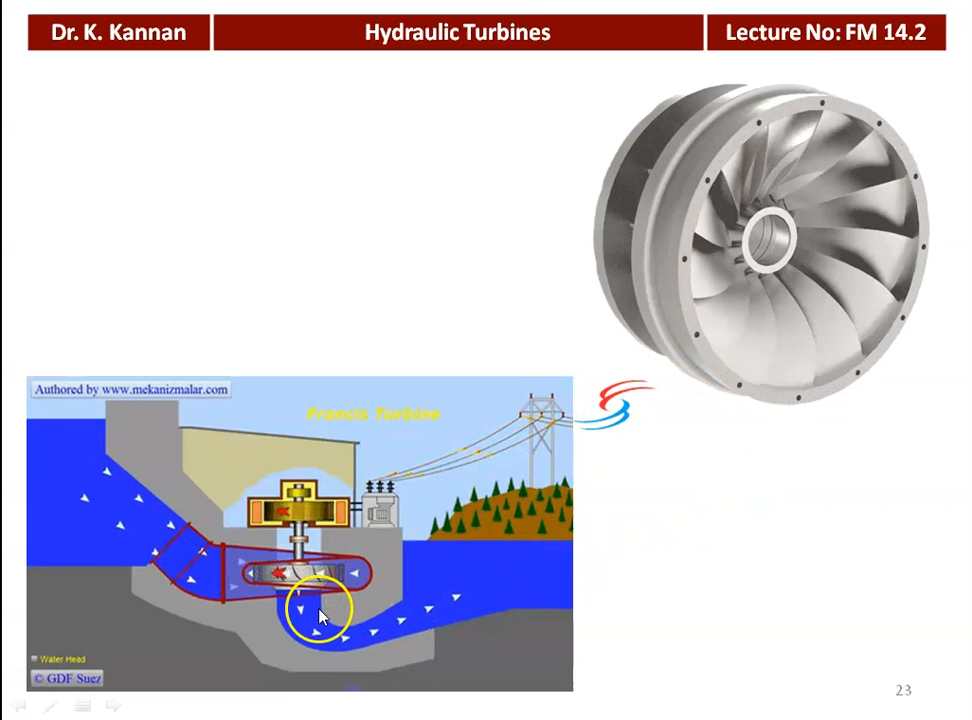 Dr. K. Kannan
Hydraulic Turbines
Lecture No: FM 14.2
Authored by www.mekanizmalar.com
Francis Turbine
Water Head
© GDF Suez
23